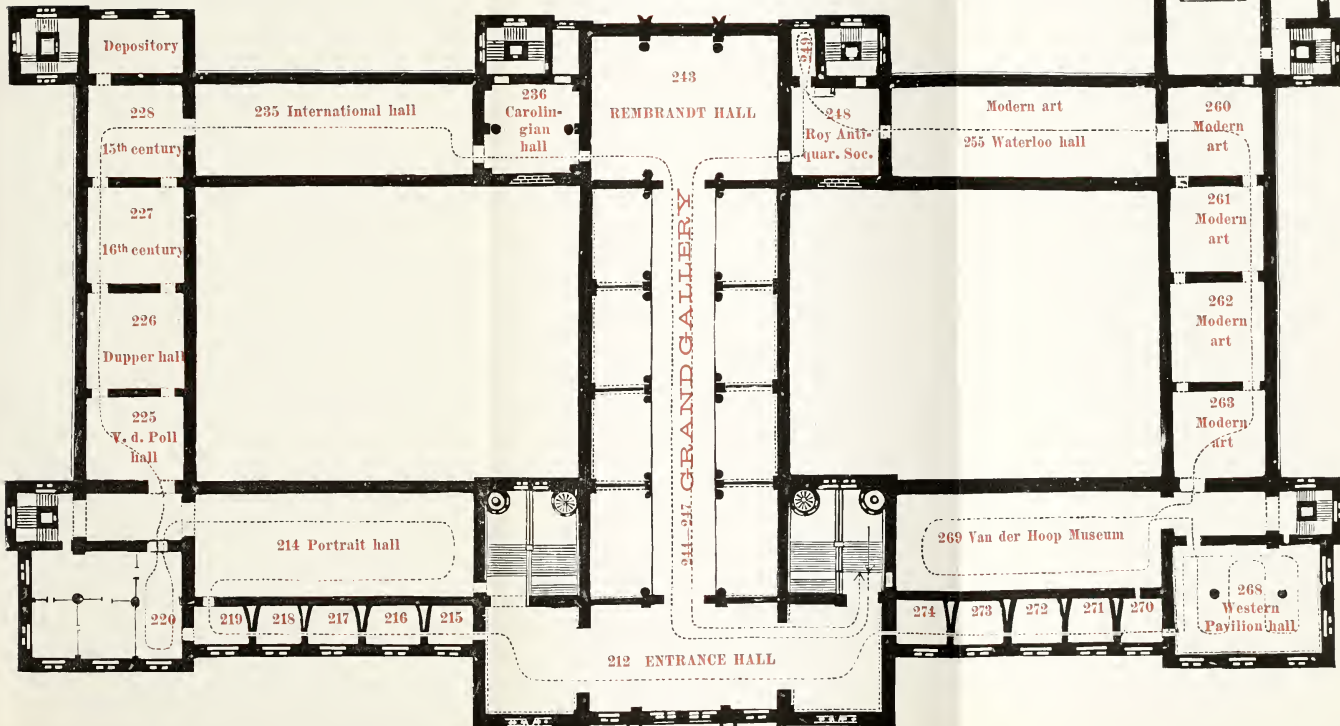 Depository
228
15th century
235 International hall
236
Carolin-
gian
hall
243
REMBRANDT HALL
249
248
Roy Anti-
quar. Soc.
Modern art
255 Waterloo hall
260
Modern
art
227
16th century
261
Modern
art
226
Dupper hall
262
Modern
art
225
V. d. Poll
hall
263
Modern
art
GRAND GALLERY
214 Portrait hall
269 Van der Hoop Museum
220
219
218
217
216
215
212 ENTRANCE HALL
274
273
272
271
270
268
Western
Pavilion hall